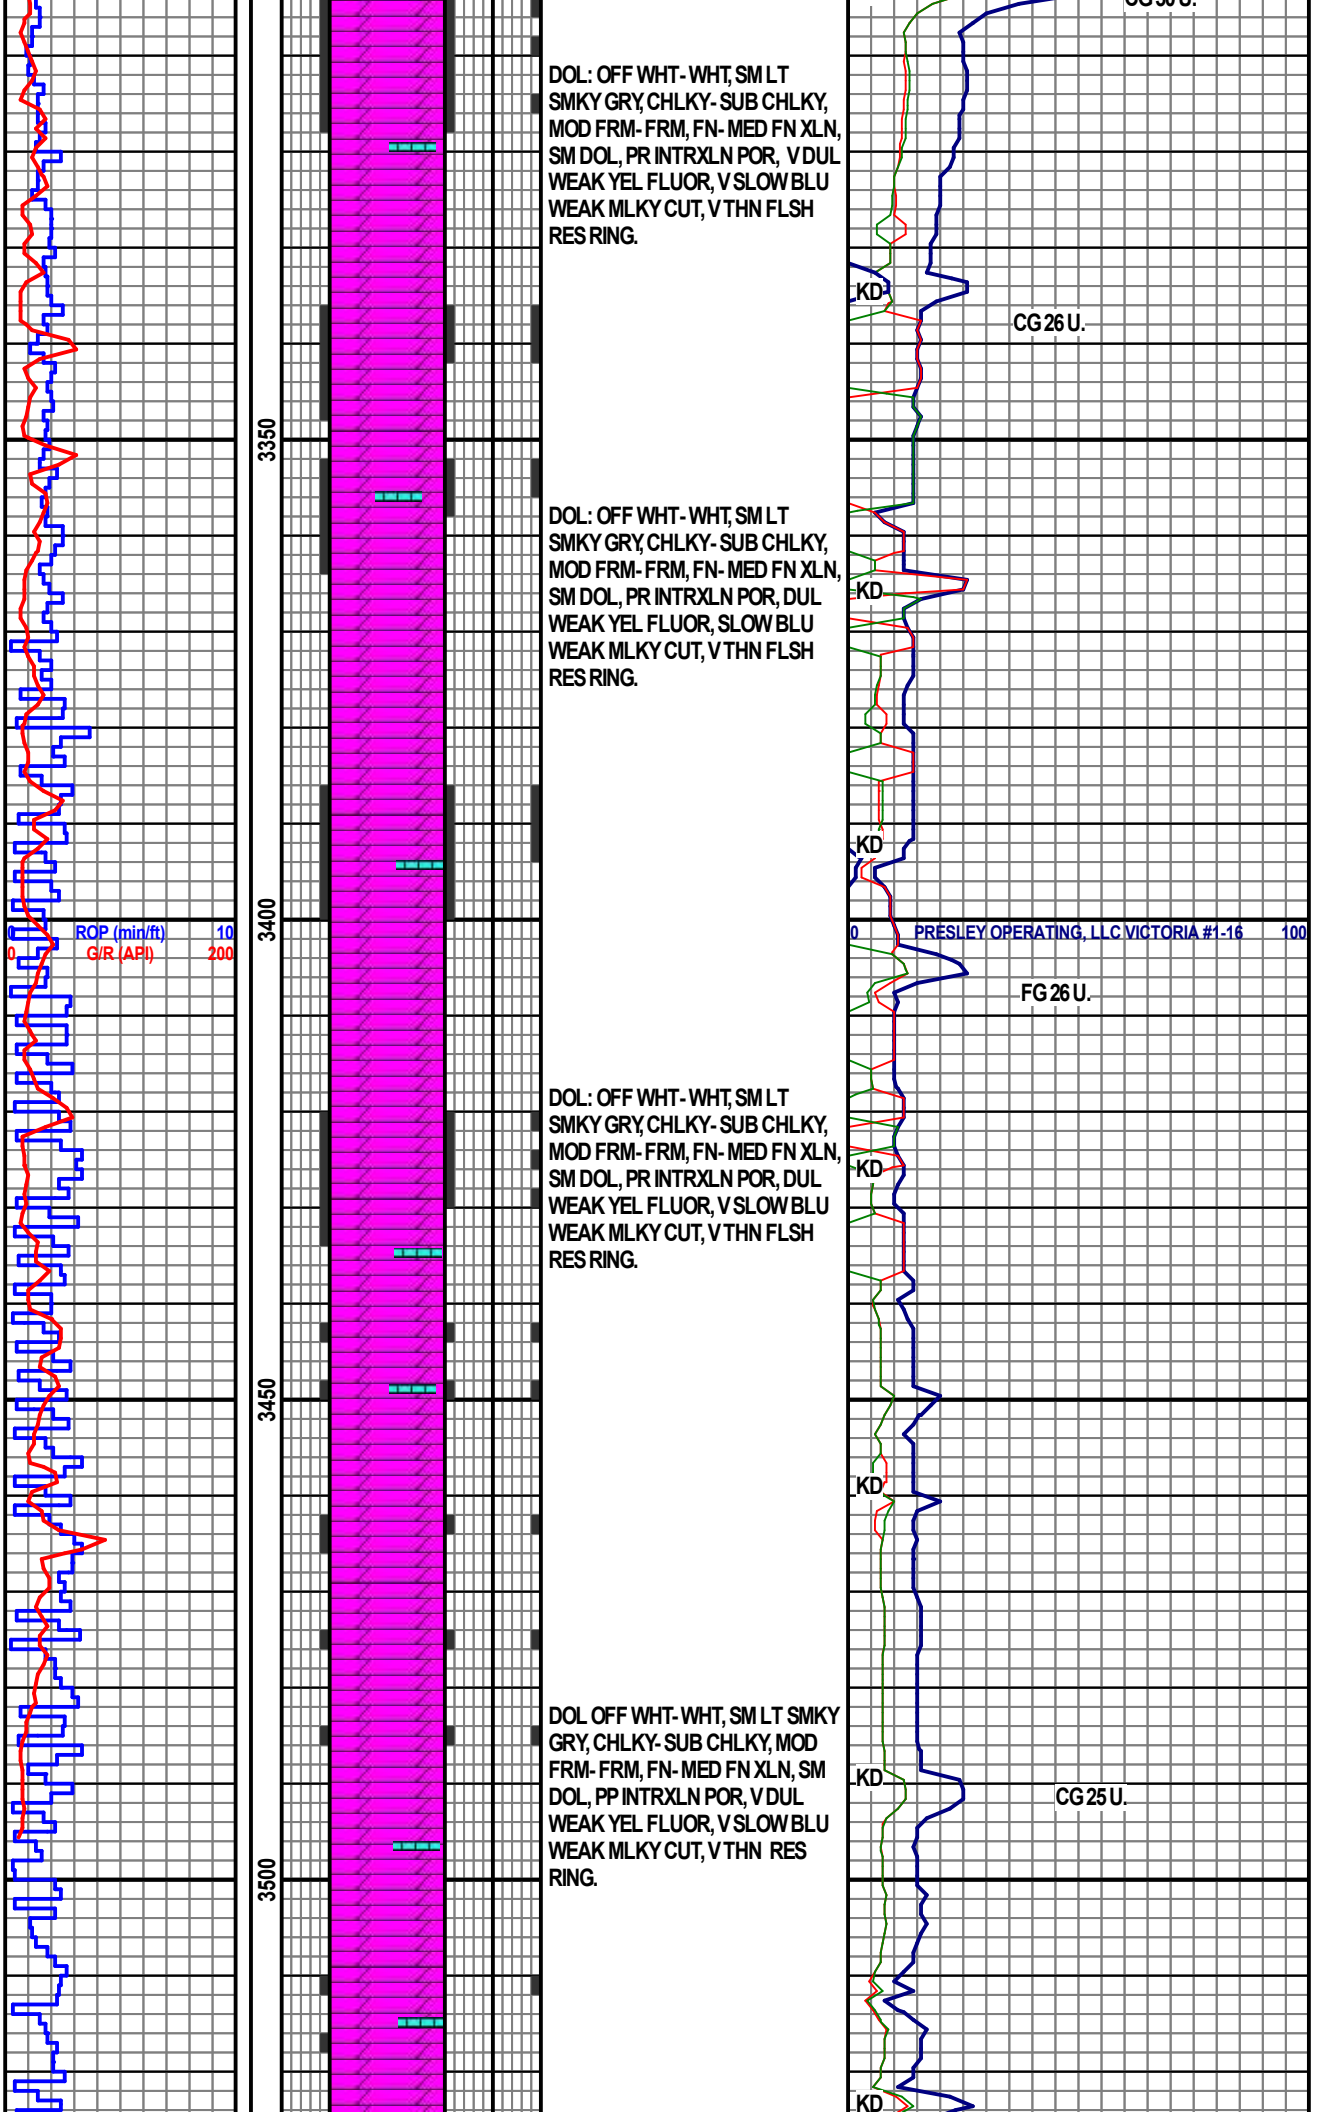 CG 30 U.
DOL: OFF WHT- WHT, SM LT
SMKY GRY, CHLKY- SUB CHLKY,
MOD FRM- FRM, FN- MED FN XLN,
SM DOL, PR INTRXLN POR, V DUL
WEAK YEL FLUOR, V SLOW BLU
WEAK MLKY CUT, V THN FLSH
RES RING.
KD
CG 26 U.
3350
DOL: OFF WHT- WHT, SM LT
SMKY GRY, CHLKY- SUB CHLKY,
MOD FRM- FRM, FN- MED FN XLN,
SM DOL, PR INTRXLN POR, DUL
WEAK YEL FLUOR, SLOW BLU
WEAK MLKY CUT, V THN FLSH
RES RING.
KD
KD
3400
0 ROP (min/ft) 10
0 G/R (API) 200
0 PRESLEY OPERATING, LLC VICTORIA #1-16 100
FG 26 U.
DOL: OFF WHT- WHT, SM LT
SMKY GRY, CHLKY- SUB CHLKY,
MOD FRM- FRM, FN- MED FN XLN,
SM DOL, PR INTRXLN POR, DUL
WEAK YEL FLUOR, V SLOW BLU
WEAK MLKY CUT, V THN FLSH
RES RING.
KD
3450
KD
DOL OFF WHT- WHT, SM LT SMKY
GRY, CHLKY- SUB CHLKY, MOD
FRM- FRM, FN- MED FN XLN, SM
DOL, PP INTRXLN POR, V DUL
WEAK YEL FLUOR, V SLOW BLU
WEAK MLKY CUT, V THN RES
RING.
KD
CG 25 U.
3500
KD